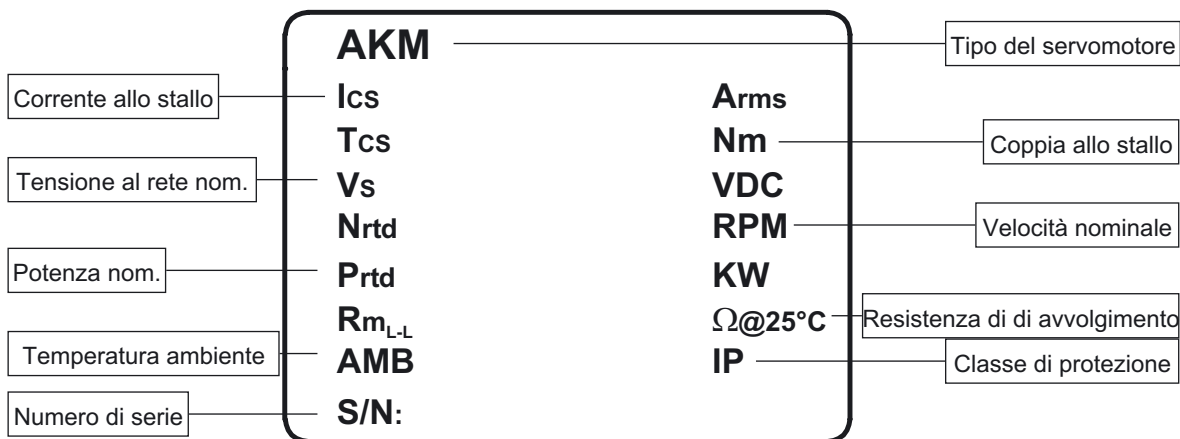 AKM
Tipo del servomotore
Corrente allo stallo
Ics
Arms
Tcs
Nm
Coppia allo stallo
Tensione al rete nom.
Vs
VDC
Nrtd
RPM
Velocità nominale
Potenza nom.
Prtd
KW
RmL-L
Ω@25°C
Resistenza di di avvolgimento
Temperatura ambiente
AMB
IP
Classe di protezione
Numero di serie
S/N: